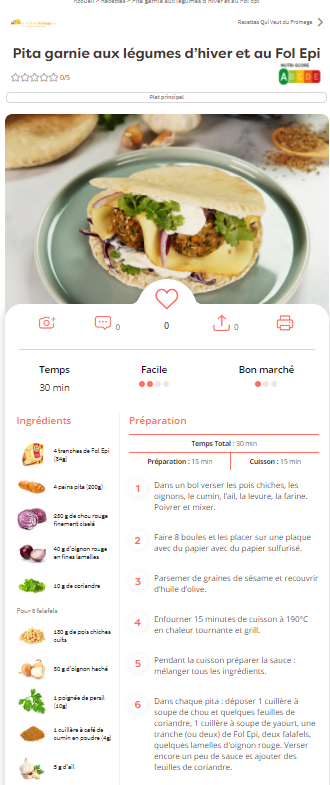 Accueil > Recettes > Pita garnie aux légumes d'hiver et au Fol Epi
Recettes Qui Veut du Fromage
Pita garnie aux légumes d'hiver et au Fol Epi
0/5
NUTRI-SCORE
A B C D E
Plat principal
0
0
0
Temps
Facile
Bon marché
30 min
Ingrédients
4 tranches de Fol Epi
(84g)
4 pains pita (200g)
250 g de chou rouge
finement ciselé
40 g d'oignon rouge
en fines lamelles
10 g de coriandre
Pour 8 falafels
180 g de pois chiches
cuits
30 g d'oignon haché
1 poignée de persil
(10g)
1 cuillère à café de
cumin en poudre (4g)
5 g d'ail
Préparation
Temps Total : 30 min
Préparation : 15 min
Cuisson : 15 min
1
Dans un bol verser les pois chiches, les
oignons, le cumin, l'ail, la levure, la farine.
Poivrer et mixer.
2
Faire 8 boules et les placer sur une plaque
avec du papier avec du papier sulfurisé.
3
Parsemer de graines de sésame et recouvrir
d'huile d'olive.
4
Enfourner 15 minutes de cuisson à 190°C
en chaleur tournante et grill.
5
Pendant la cuisson préparer la sauce :
mélanger tous les ingrédients.
6
Dans chaque pita : déposer 1 cuillère à
soupe de chou et quelques feuilles de
coriandre, 1 cuillère à soupe de yaourt, une
tranche (ou deux) de Fol Epi, deux falafels,
quelques lamelles d'oignon rouge. Verser
encore un peu de sauce et ajouter des
feuilles de coriandre.